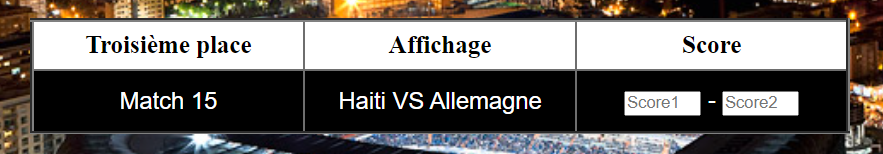 Troisième place Affichage Score
Match 15 Haiti VS Allemagne Score1 - Score2